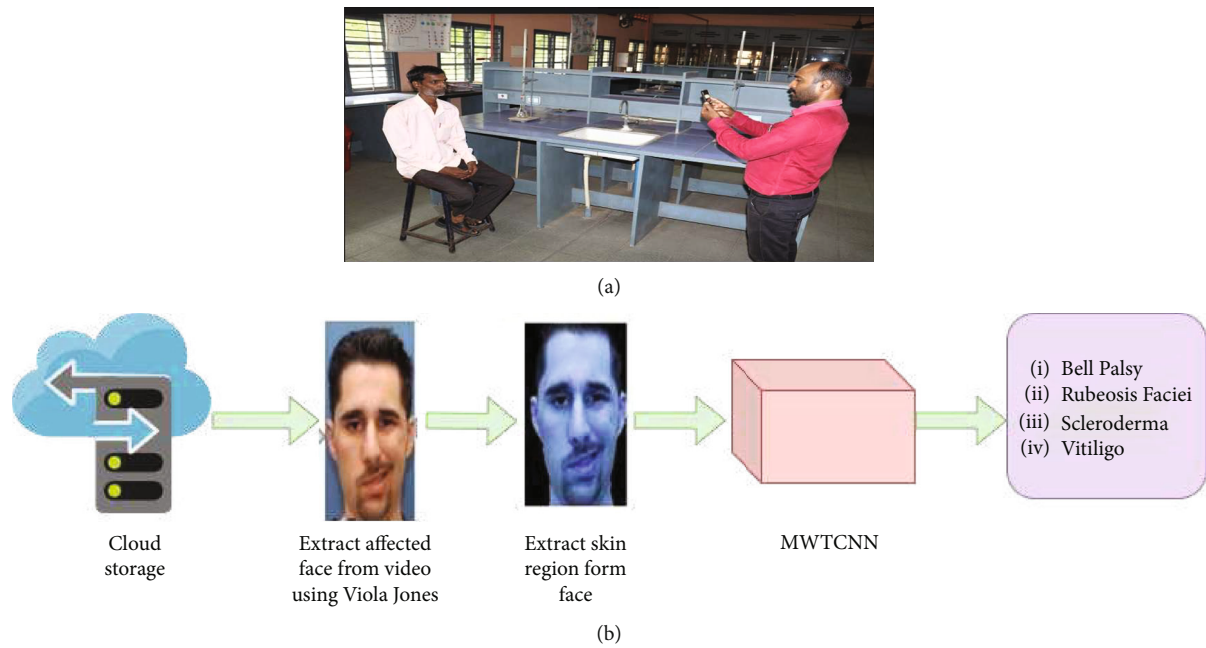 (a)
(i) Bell Palsy
(ii) Rubeosis Faciei
(iii) Scleroderma
(iv) Vitiligo
Cloud
storage
Extract affected
face from video
using Viola Jones
Extract skin
region form
face
MWTCNN
(b)